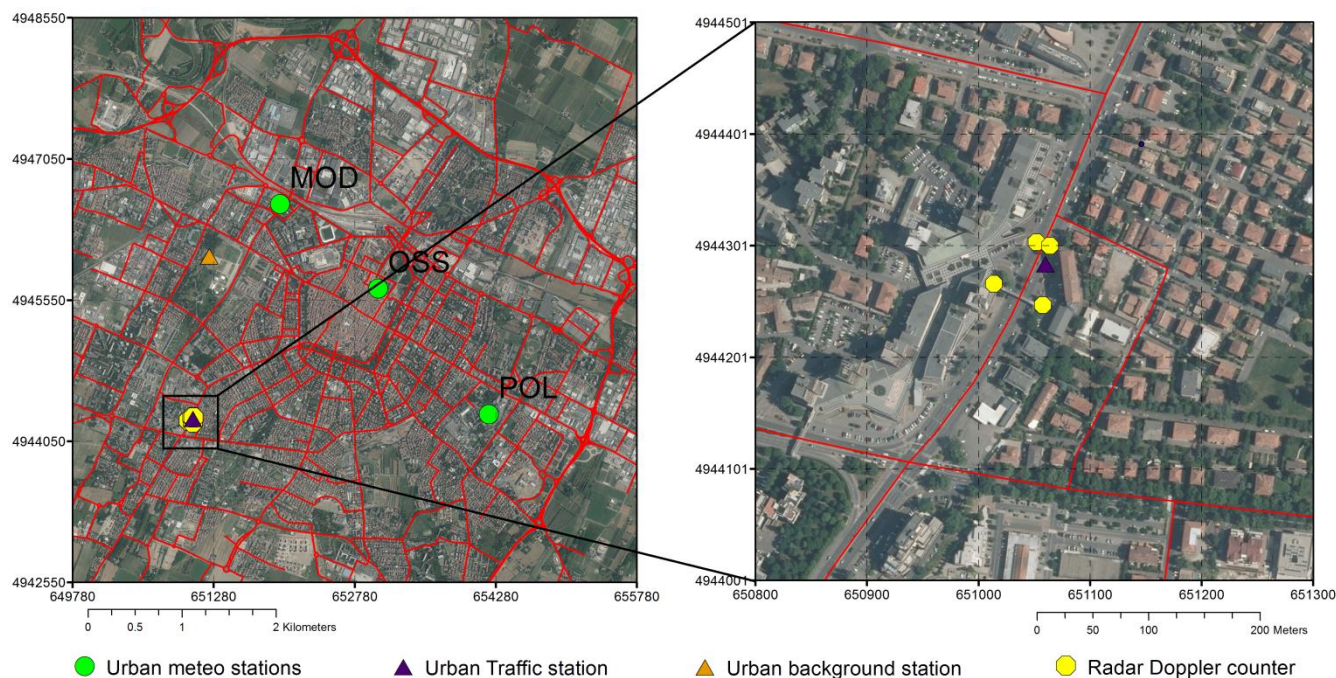 4948550
4947050
4945550
4944050
4942550
649780 651280 652780 654280 655780
0 0.5 1 2 Kilometers
MOD
OSS
POL
4944501
4944401
4944301
4944201
4944101
4944001
650800 650900 651000 651100 651200 651300
0 50 100 200 Meters
Urban meteo stations Urban Traffic station Urban background station Radar Doppler counter